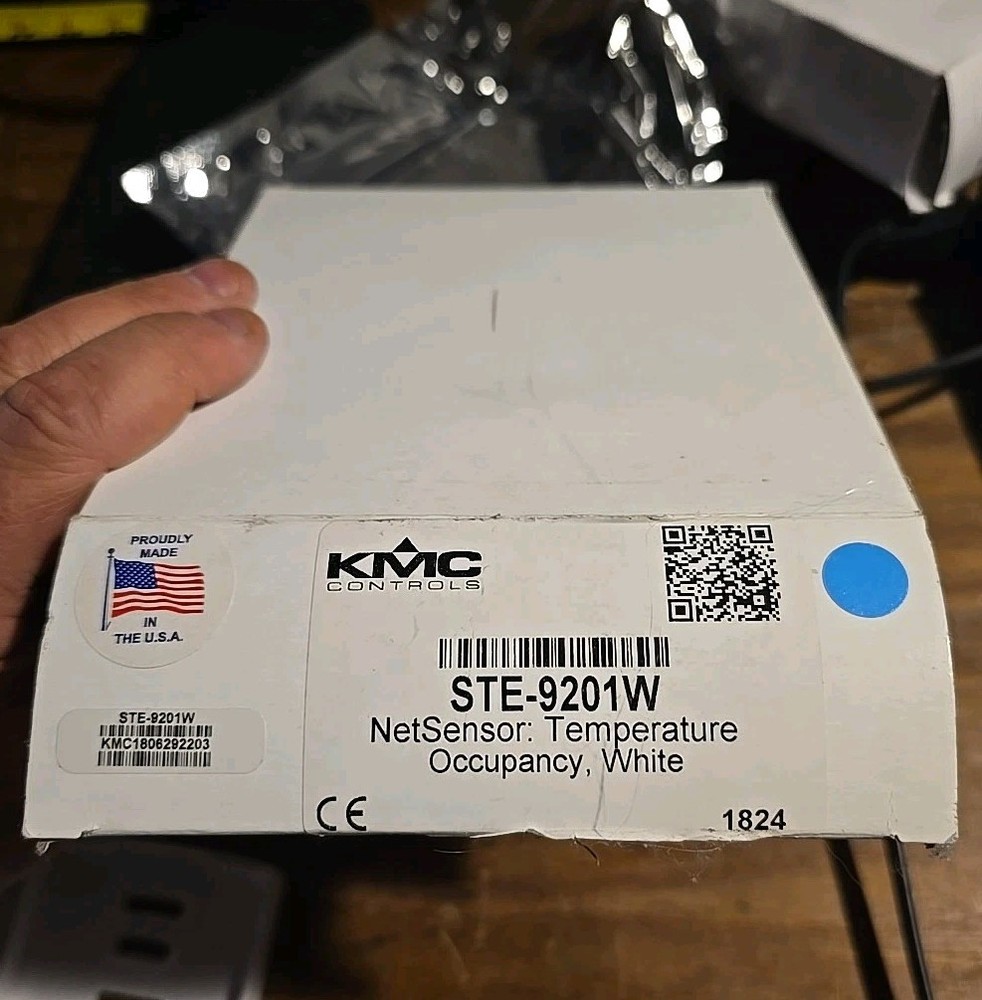 PROUDLY
MADE
IN
THE U.S.A.
STE-9201W
KMC1806292203
KMC
CONTROLS
STE-9201W
NetSensor: Temperature
Occupancy, White
CE
1824